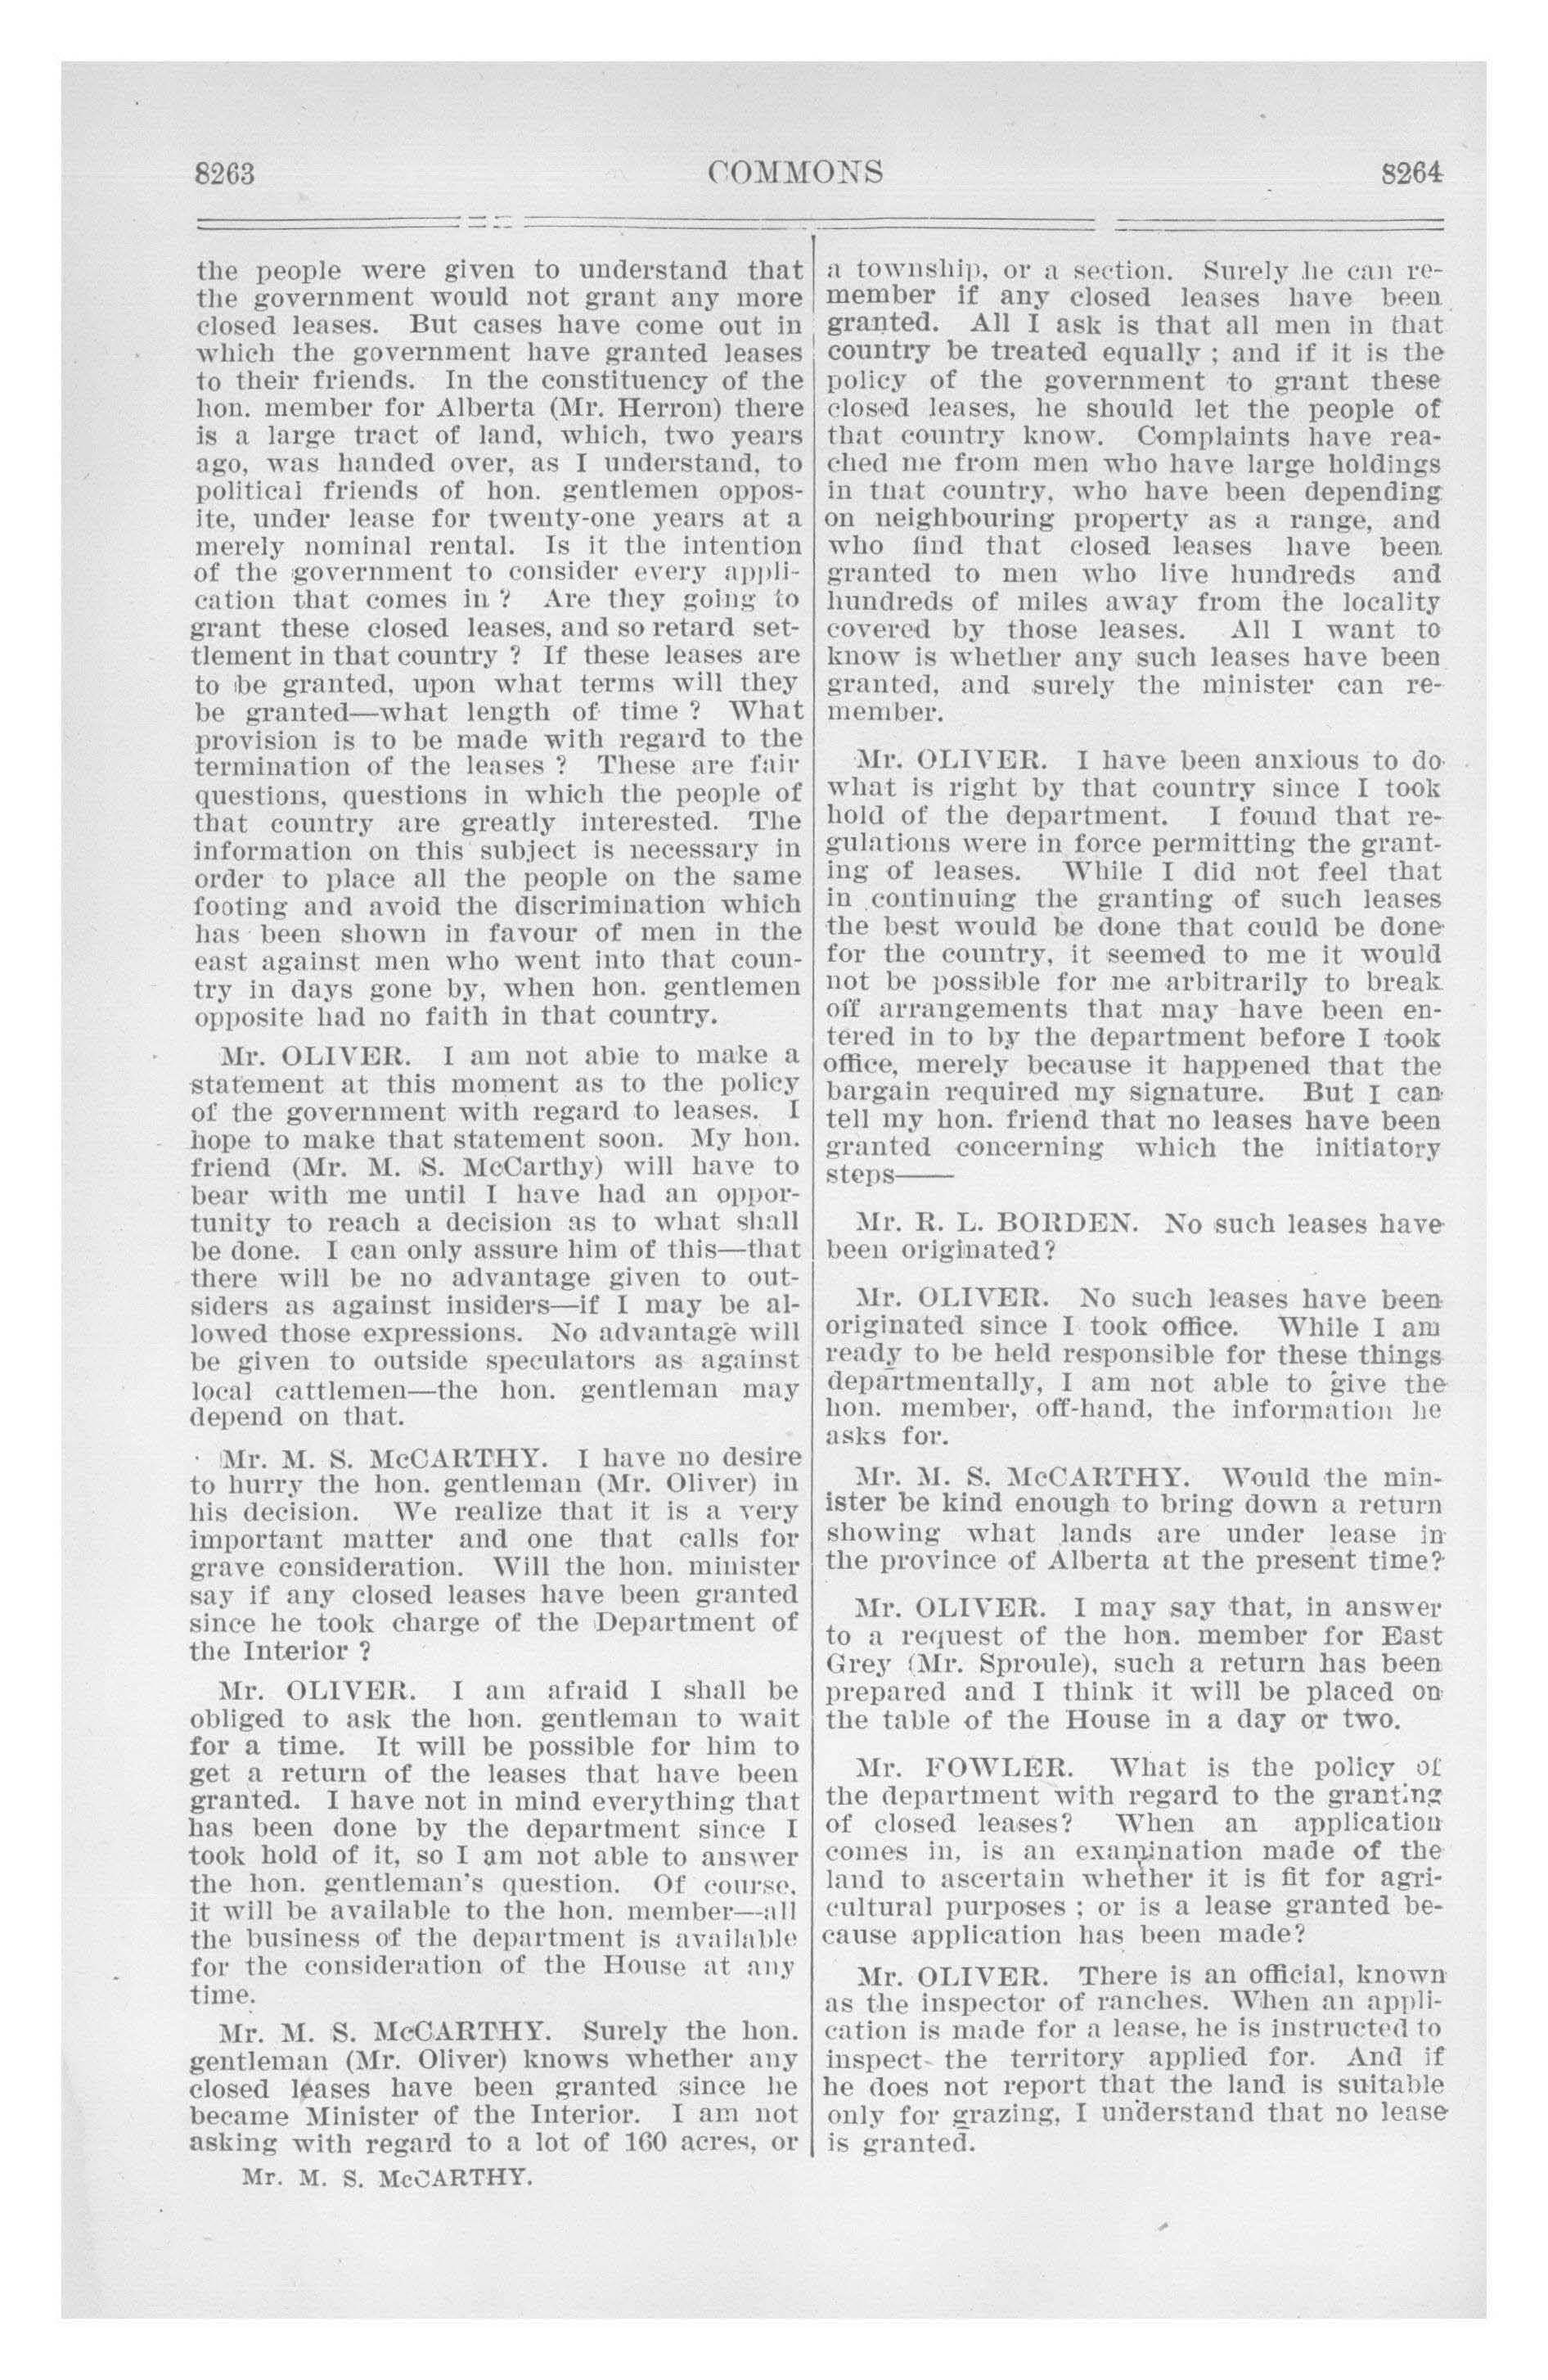 8263 COMMONS 8264
the people were given to understand that
the government would not grant any more
closed leases. But cases have come out in
which the government have granted leases
to their friends. In the constituency of the
hon. member for Alberta (Mr. Herron) there
is a large tract of land, which, two years
ago, was handed over, as I understand, to
political friends of hon. gentlemen oppos-
ite, under lease for twenty-one years at a
merely nominal rental. Is it the intention
of the government to consider every appli-
cation that comes in ? Are they going to
grant these closed leases, and so retard set-
tlement in that country ? If these leases are
to be granted, upon what terms will they
be granted—what length of time ? What
provision is to be made with regard to the
termination of the leases ? These are fair
questions, questions in which the people of
that country are greatly interested. The
information on this subject is necessary in
order to place all the people on the same
footing and avoid the discrimination which
has been shown in favour of men in the
east against men who went into that coun-
try in days gone by, when hon. gentlemen
opposite had no faith in that country.
Mr. OLIVER. I am not able to make a
statement at this moment as to the policy
of the government with regard to leases. I
hope to make that statement soon. My hon.
friend (Mr. M. S. McCarthy) will have to
bear with me until I have had an oppor-
tunity to reach a decision as to what shall
be done. I can only assure him of this—that
there will be no advantage given to out-
siders as against insiders—if I may be al-
lowed those expressions. No advantage will
be given to outside speculators as against
local cattlemen—the hon. gentleman may
depend on that.
Mr. M. S. McCARTHY. I have no desire
to hurry the hon. gentleman (Mr. Oliver) in
his decision. We realize that it is a very
important matter and one that calls for
grave consideration. Will the hon. minister
say if any closed leases have been granted
since he took charge of the Department of
the Interior ?
Mr. OLIVER. I am afraid I shall be
obliged to ask the hon. gentleman to wait
for a time. It will be possible for him to
get a return of the leases that have been
granted. I have not in mind everything that
has been done by the department since I
took hold of it, so I am not able to answer
the hon. gentleman's question. Of course,
it will be available to the hon. member—all
the business of the department is available
for the consideration of the House at any
time.
Mr. M. S. McCARTHY. Surely the hon.
gentleman (Mr. Oliver) knows whether any
closed leases have been granted since he
became Minister of the Interior. I am not
asking with regard to a lot of 160 acres, or
Mr. M. S. McCARTHY.
a township, or a section. Surely he can re-
member if any closed leases have been
granted. All I ask is that all men in that
country be treated equally ; and if it is the
policy of the government to grant these
closed leases, he should let the people of
that country know. Complaints have rea-
ched me from men who have large holdings
in that country, who have been depending
on neighbouring property as a range, and
who find that closed leases have been
granted to men who live hundreds and
hundreds of miles away from the locality
covered by those leases. All I want to
know is whether any such leases have been
granted, and surely the minister can re-
member.
Mr. OLIVER. I have been anxious to do
what is right by that country since I took
hold of the department. I found that re-
gulations were in force permitting the grant-
ing of leases. While I did not feel that
in continuing the granting of such leases
the best would be done that could be done
for the country, it seemed to me it would
not be possible for me arbitrarily to break
off arrangements that may have been en-
tered in to by the department before I took
office, merely because it happened that the
bargain required my signature. But I can
tell my hon. friend that no leases have been
granted concerning which the initiatory
steps——
Mr. R. L. BORDEN. No such leases have
been originated?
Mr. OLIVER. No such leases have been
originated since I took office. While I am
ready to be held responsible for these things
departmentally, I am not able to give the
hon. member, off-hand, the information he
asks for.
Mr. M. S. McCARTHY. Would the min-
ister be kind enough to bring down a return
showing what lands are under lease in
the province of Alberta at the present time?
Mr. OLIVER. I may say that, in answer
to a request of the hon. member for East
Grey (Mr. Sproule), such a return has been
prepared and I think it will be placed on
the table of the House in a day or two.
Mr. FOWLER. What is the policy of
the department with regard to the granting
of closed leases? When an application
comes in, is an examination made of the
land to ascertain whether it is fit for agri-
cultural purposes ; or is a lease granted be-
cause application has been made?
Mr. OLIVER. There is an official, known
as the inspector of ranches. When an appli-
cation is made for a lease, he is instructed to
inspect the territory applied for. And if
he does not report that the land is suitable
only for grazing, I understand that no lease
is granted.